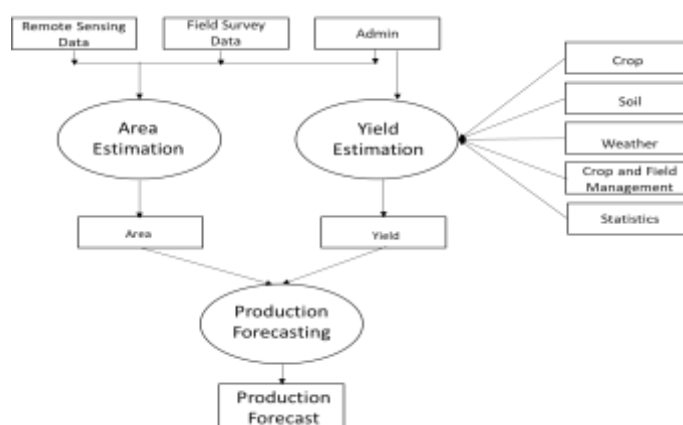 Remote Sensing
Data
Field Survey
Data
Admin
Crop
Soil
Weather
Crop and Field
Management
Statistics
Area
Estimation
Yield
Estimation
Area
Yield
Production
Forecasting
Production
Forecast